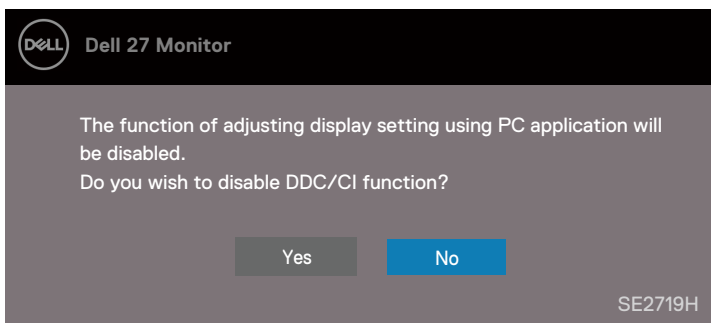 DELL
Dell 27 Monitor
The function of adjusting display setting using PC application will
be disabled.
Do you wish to disable DDC/CI function?
Yes
No
SE2719H